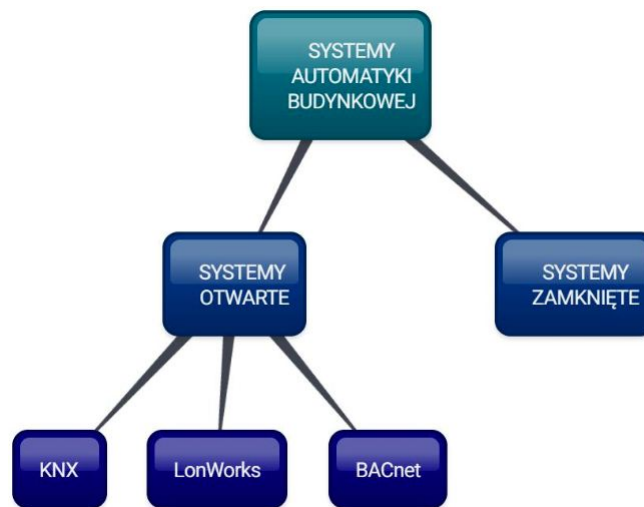 SYSTEMY
AUTOMATYKI
BUDYNKOWEJ
SYSTEMY
OTWARTE
SYSTEMY
ZAMKNIĘTE
KNX
LonWorks
BACnet